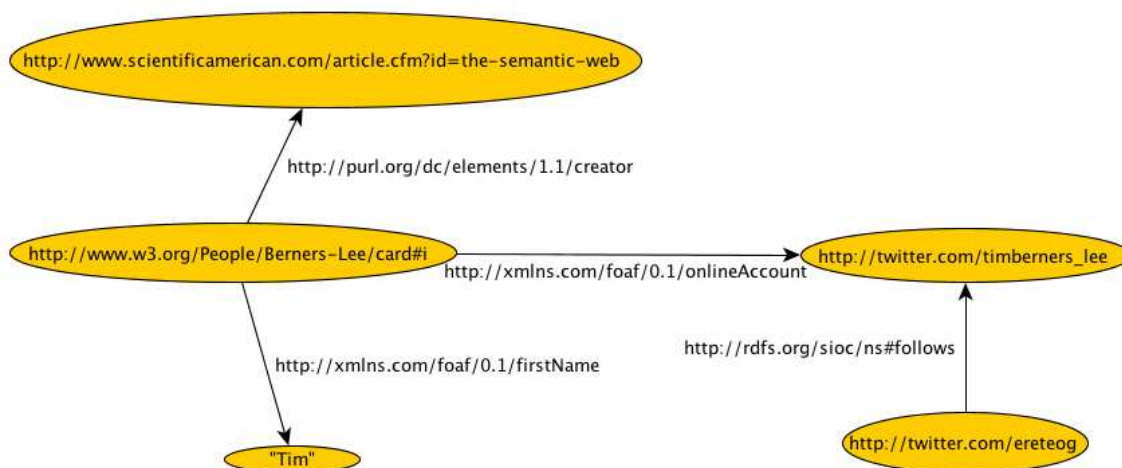 http://www.scientificamerican.com/article.cfm?id=the-semantic-web
http://purl.org/dc/elements/1.1/creator
http://www.w3.org/People/Berners-Lee/card#i
http://xmlns.com/foaf/0.1/onlineAccount
http://twitter.com/timberners_lee
http://rdfs.org/sioc/ns#follows
http://xmlns.com/foaf/0.1/firstName
http://twitter.com/ereteog
"Tim"